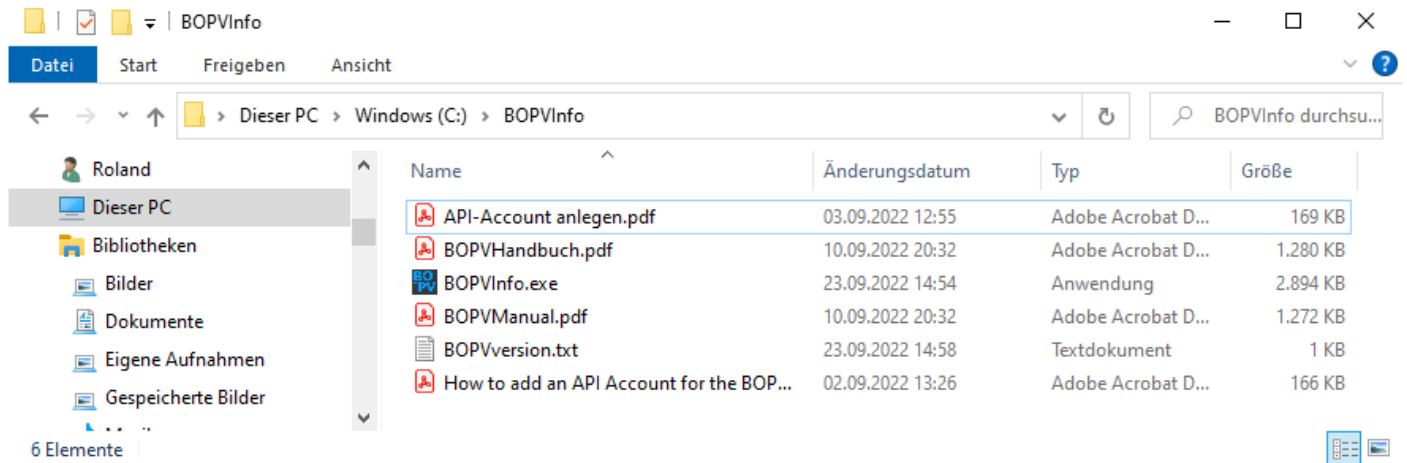 BOPVInfo
Datei Start Freigeben Ansicht
Dieser PC Windows (C:) BOPVInfo BOPVInfo durchsu...
Roland
Dieser PC
Bibliotheken
Bilder
Dokumente
Eigene Aufnahmen
Gespeicherte Bilder
Name Änderungsdatum Typ Größe
API-Account anlegen.pdf 03.09.2022 12:55 Adobe Acrobat D... 169 KB
BOPVHandbuch.pdf 10.09.2022 20:32 Adobe Acrobat D... 1.280 KB
BOPVInfo.exe 23.09.2022 14:54 Anwendung 2.894 KB
BOPVManual.pdf 10.09.2022 20:32 Adobe Acrobat D... 1.272 KB
BOPVversion.txt 23.09.2022 14:58 Textdokument 1 KB
How to add an API Account for the BOP... 02.09.2022 13:26 Adobe Acrobat D... 166 KB
6 Elemente